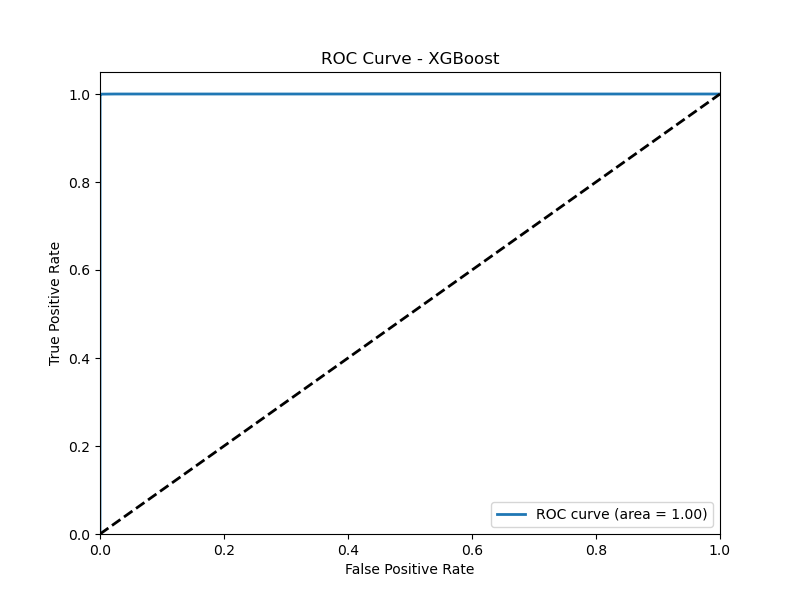 ROC Curve - XGBoost
True Positive Rate
1.0
0.8
0.6
0.4
0.2
0.0
ROC curve (area = 1.00)
0.0 0.2 0.4 0.6 0.8 1.0
False Positive Rate